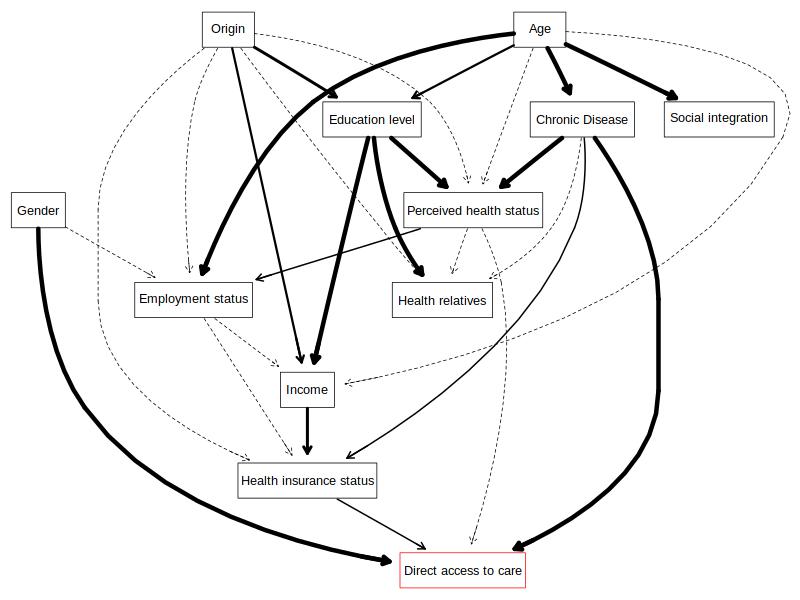 Origin
Age
Education level
Chronic Disease
Social integration
Gender
Perceived health status
Employment status
Health relatives
Income
Health insurance status
Direct access to care